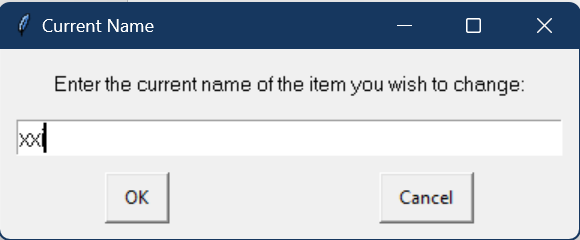 Current Name
Enter the current name of the item you wish to change:
xxi
OK
Cancel